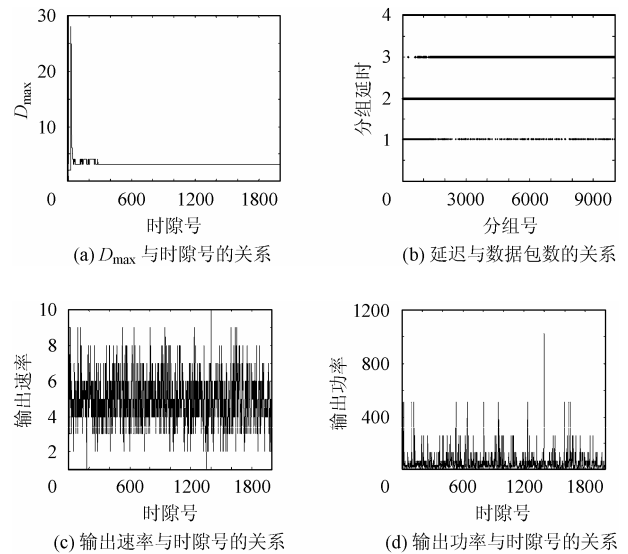 30
20
10
0
600
1200
1800
D_max
时隙号
(a) D_max 与时隙号的关系
4
3
2
1
0
3000
6000
9000
分组延时
分组号
(b) 延迟与数据包数的关系
10
8
6
4
2
0
600
1200
1800
输出速率
时隙号
(c) 输出速率与时隙号的关系
1200
800
400
0
600
1200
1800
输出功率
时隙号
(d) 输出功率与时隙号的关系